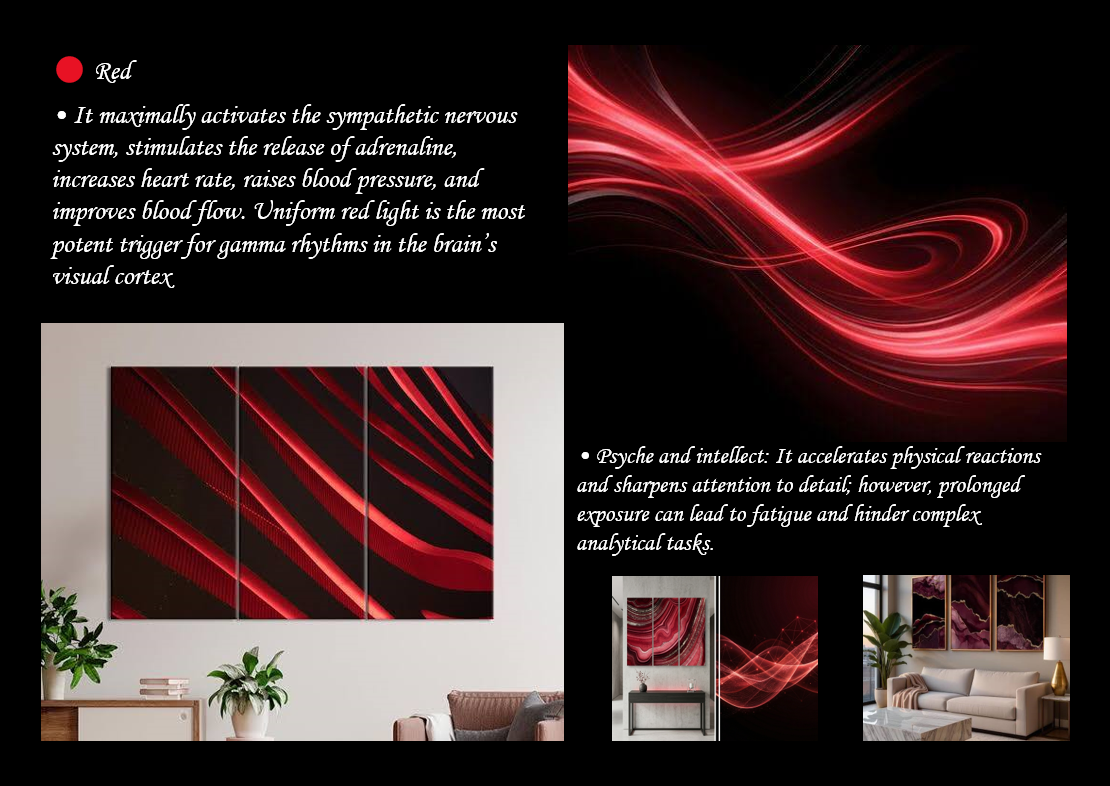 Red
• It maximally activates the sympathetic nervous
system, stimulates the release of adrenaline,
increases heart rate, raises blood pressure, and
improves blood flow. Uniform red light is the most
potent trigger for gamma rhythms in the brain’s
visual cortex
• Psyche and intellect: It accelerates physical reactions
and sharpens attention to detail; however, prolonged
exposure can lead to fatigue and hinder complex
analytical tasks.